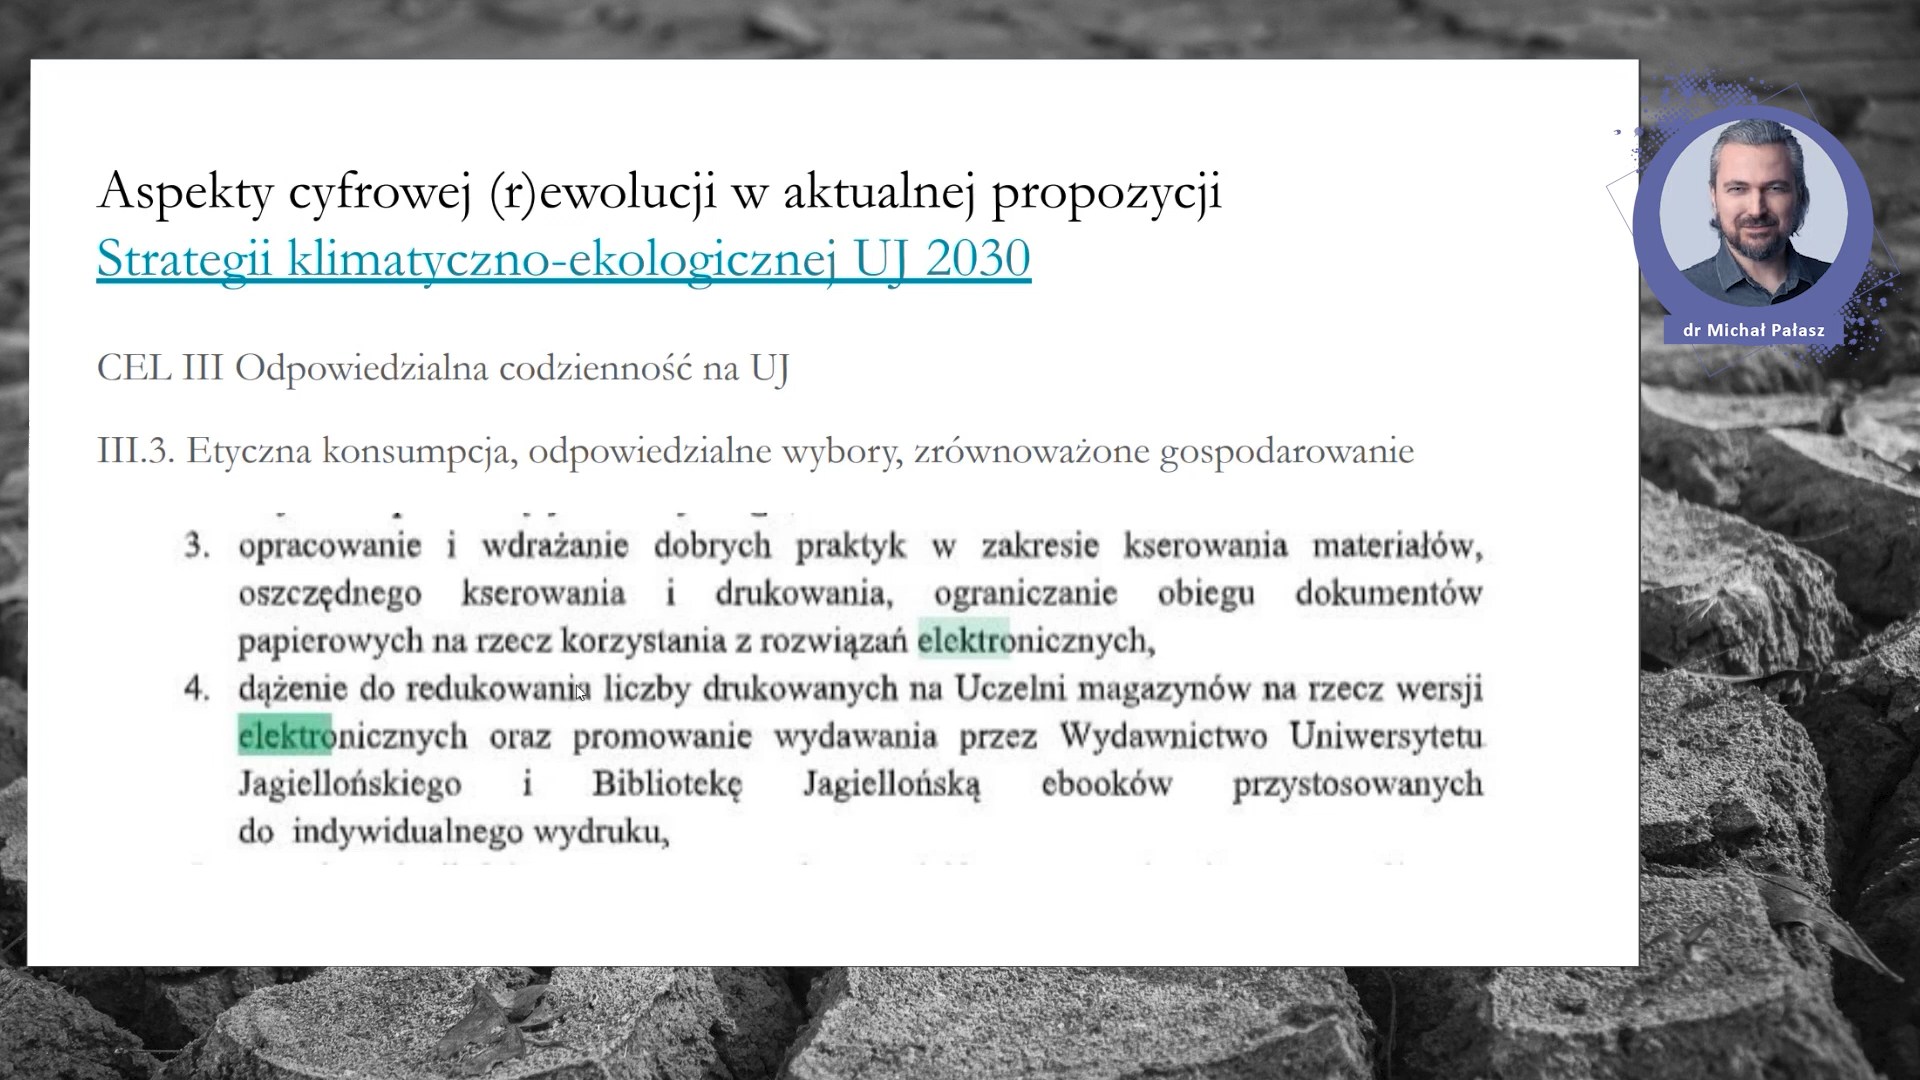 Aspekty cyfrowej (r)ewolucji w aktualnej propozycji
Strategii klimatyczno-ekologicznej UJ 2030
dr Michał Pałasz
CEL III Odpowiedzialna codzienność na UJ
III.3. Etyczna konsumpcja, odpowiedzialne wybory, zrównoważone gospodarowanie
3. opracowanie i wdrażanie dobrych praktyk w zakresie kserowania materiałów,
oszczędnego kserowania i drukowania, ograniczanie obiegu dokumentów
papierowych na rzecz korzystania z rozwiązań elektronicznych,
4. dążenie do redukowania liczby drukowanych na Uczelni magazynów na rzecz wersji
elektronicznych oraz promowanie wydawania przez Wydawnictwo Uniwersytetu
Jagiellońskiego i Bibliotekę Jagiellońską ebooków przystosowanych
do indywidualnego wydruku,